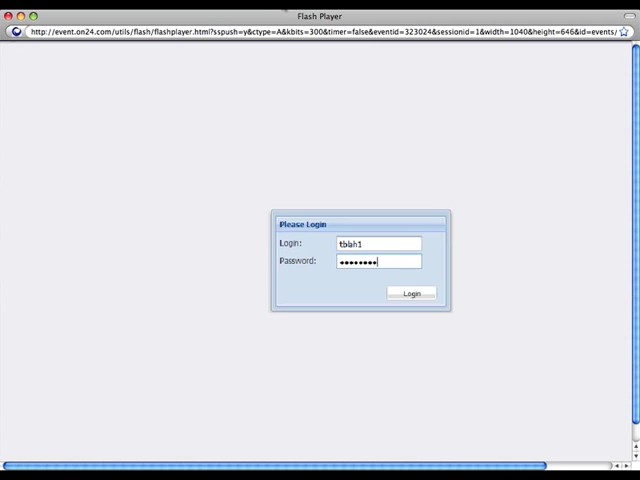 Flash Player
http://event.on24.com/utils/flash/flashplayer.html?sspush=y&ctype=A&kbits=300&timer=false&eventid=323024&sessionid=1&width=1040&height=646&id=events/
Please Login
Login: tblah1
Password: ••••••••
Login